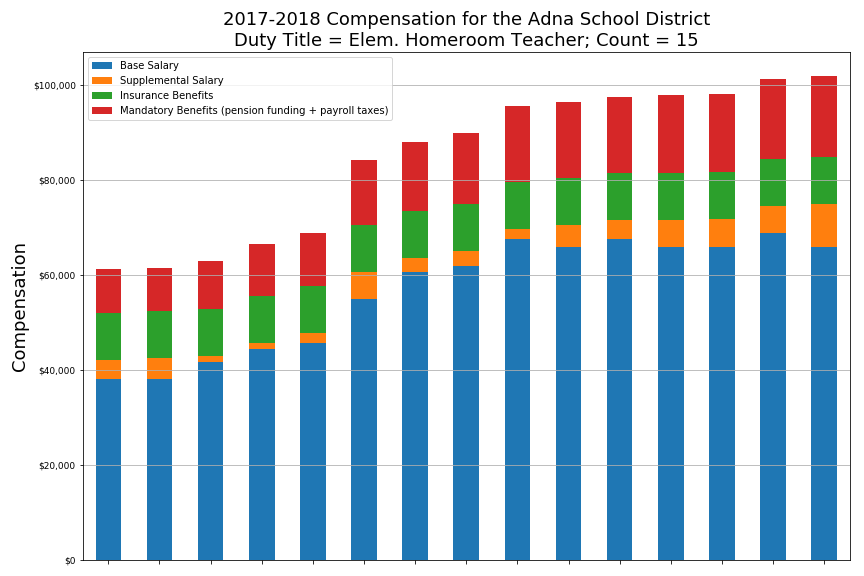 2017-2018 Compensation for the Adna School District
Duty Title = Elem. Homeroom Teacher; Count = 15
Base Salary
Supplemental Salary
Insurance Benefits
Mandatory Benefits (pension funding + payroll taxes)
$100,000
$80,000
$60,000
$40,000
$20,000
$0
Compensation